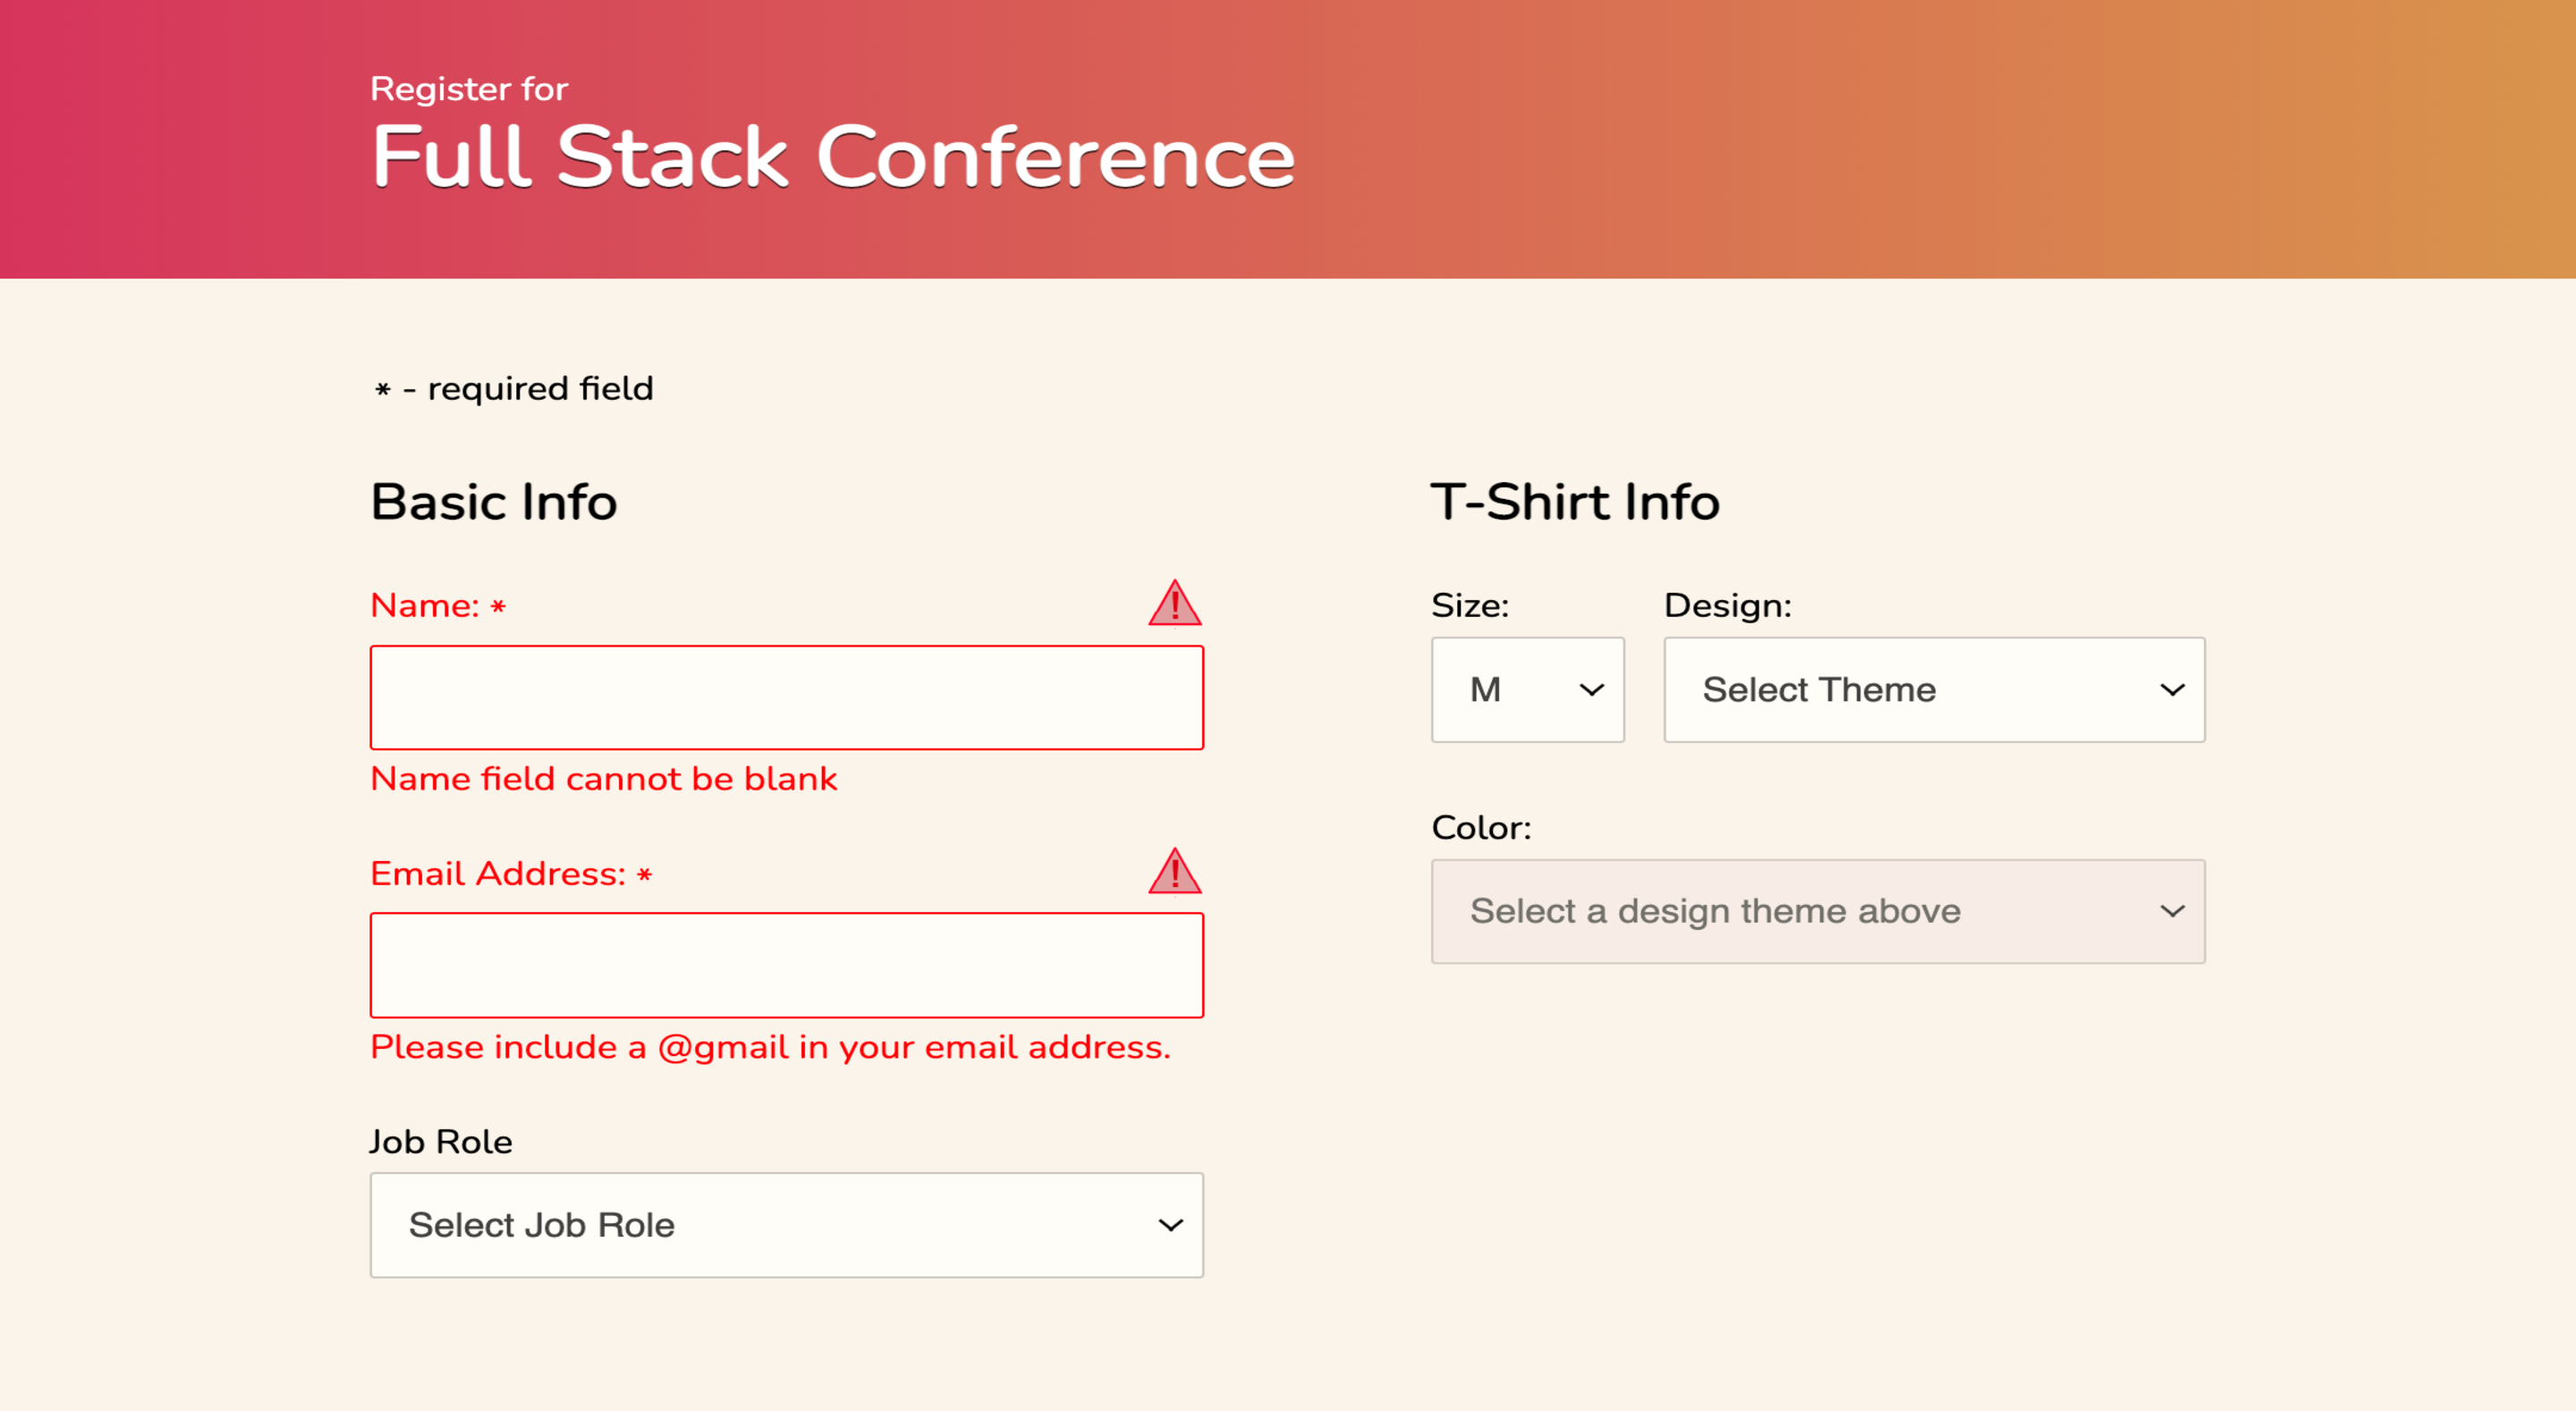 Register for
Full Stack Conference
* - required field
Basic Info
Name: *
Name field cannot be blank
Email Address: *
Please include a @gmail in your email address.
Job Role
Select Job Role
T-Shirt Info
Size:
M
Design:
Select Theme
Color:
Select a design theme above